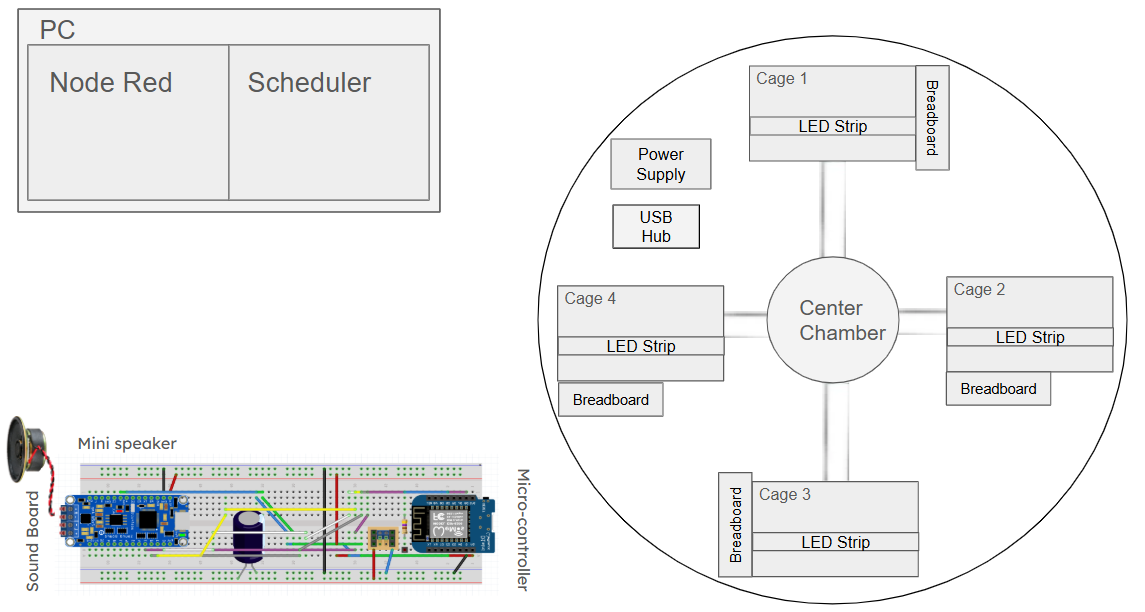 PC
Node Red
Scheduler
Cage 1
LED Strip
Breadboard
Power
Supply
USB
Hub
Cage 4
LED Strip
Breadboard
Center
Chamber
Cage 2
LED Strip
Breadboard
Breadboard
Cage 3
LED Strip
Mini speaker
Sound Board
Micro-controller